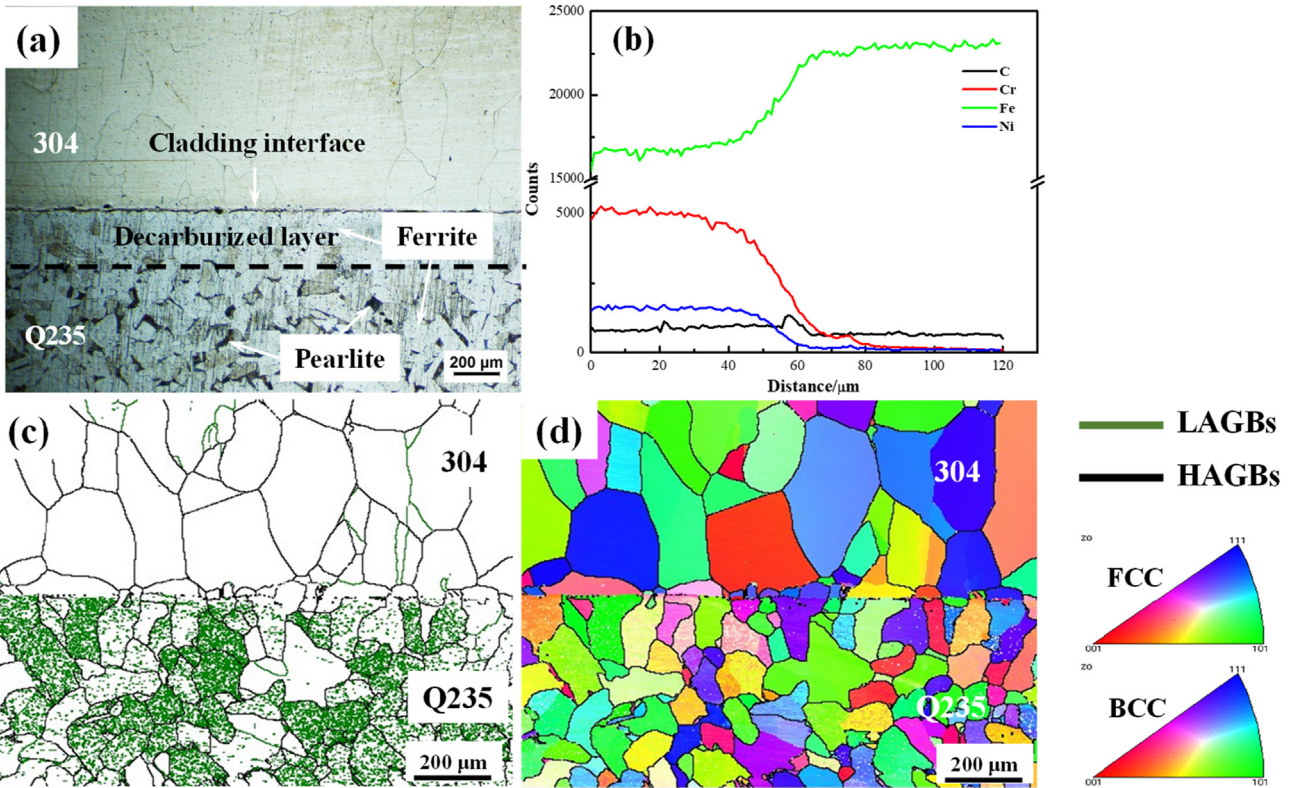 (a)
304
Cladding interface
Decarburized layer
Ferrite
Q235
Pearlite
200 μm
(b)
25000
20000
15000
5000
0
Counts
C
Cr
Fe
Ni
0 20 40 60 80 100 120
Distance/μm
(c)
304
Q235
200 μm
(d)
304
Q235
200 μm
LAGBs
HAGBs
Z0
111
FCC
001
101
Z0
111
BCC
001
101